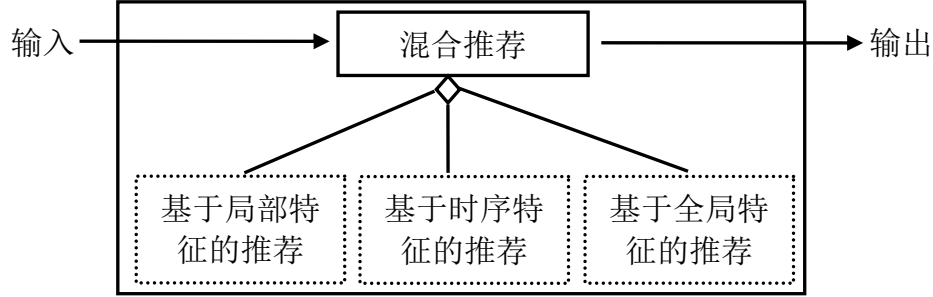 输入
混合推荐
输出
基于局部特
征的推荐
基于时序特
征的推荐
基于全局特
征的推荐